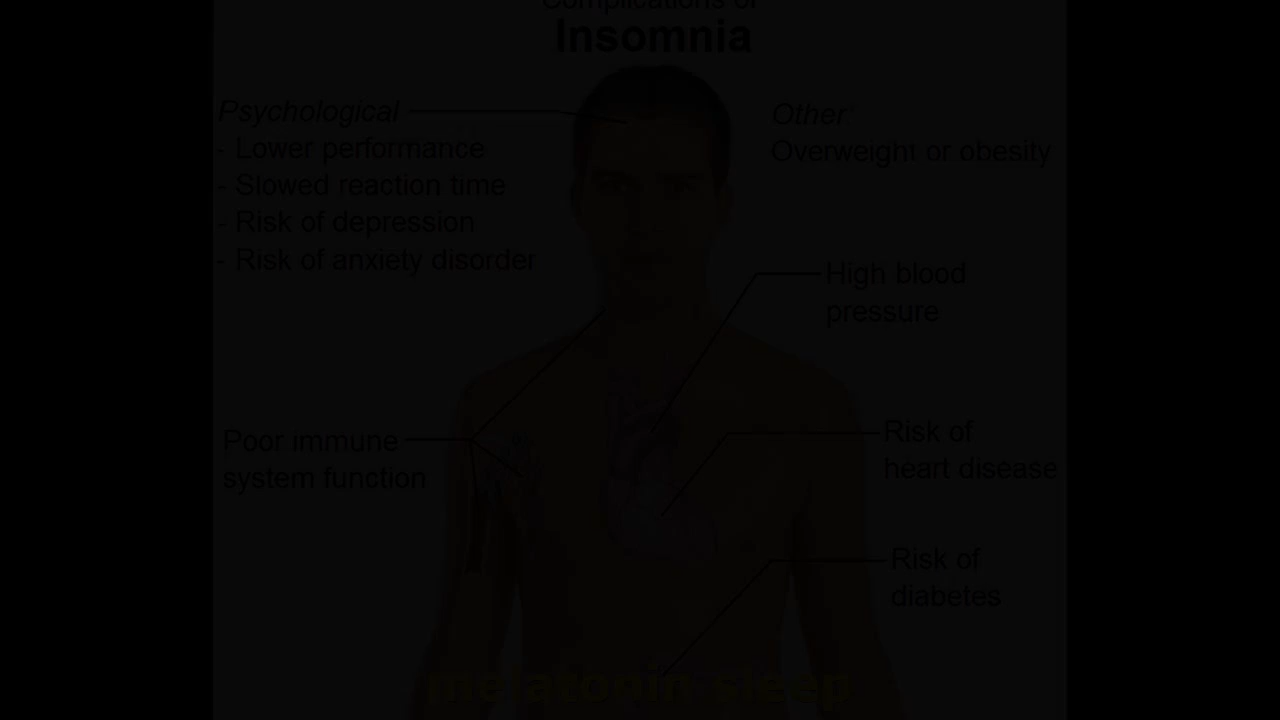 Complications of
Insomnia
Psychological
- Lower performance
- Slowed reaction time
- Risk of depression
- Risk of anxiety disorder
Other
Overweight or obesity
High blood
pressure
Poor immune
system function
Risk of
heart disease
Risk of
diabetes
melatonin sleep